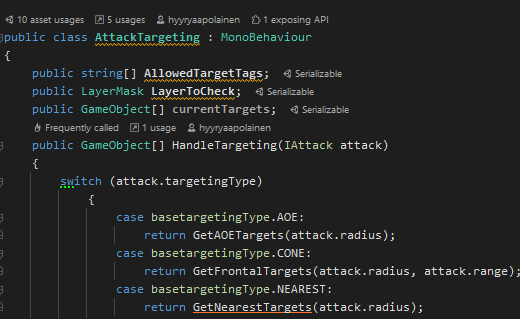 10 asset usages 5 usages hyyryaapolainen 1 exposing API
public class AttackTargeting : MonoBehaviour
{
public string[] AllowedTargetTags; Serializable
public LayerMask LayerToCheck; Serializable
public GameObject[] currentTargets; Serializable
Frequently called 1 usage hyyryaapolainen
public GameObject[] HandleTargeting(IAttack attack)
{
switch (attack.targetingType)
{
case basetargetingType.AOE:
return GetAOETargets(attack.radius);
case basetargetingType.CONE:
return GetFrontalTargets(attack.radius, attack.range);
case basetargetingType.NEAREST:
return GetNearestTargets(attack.radius);